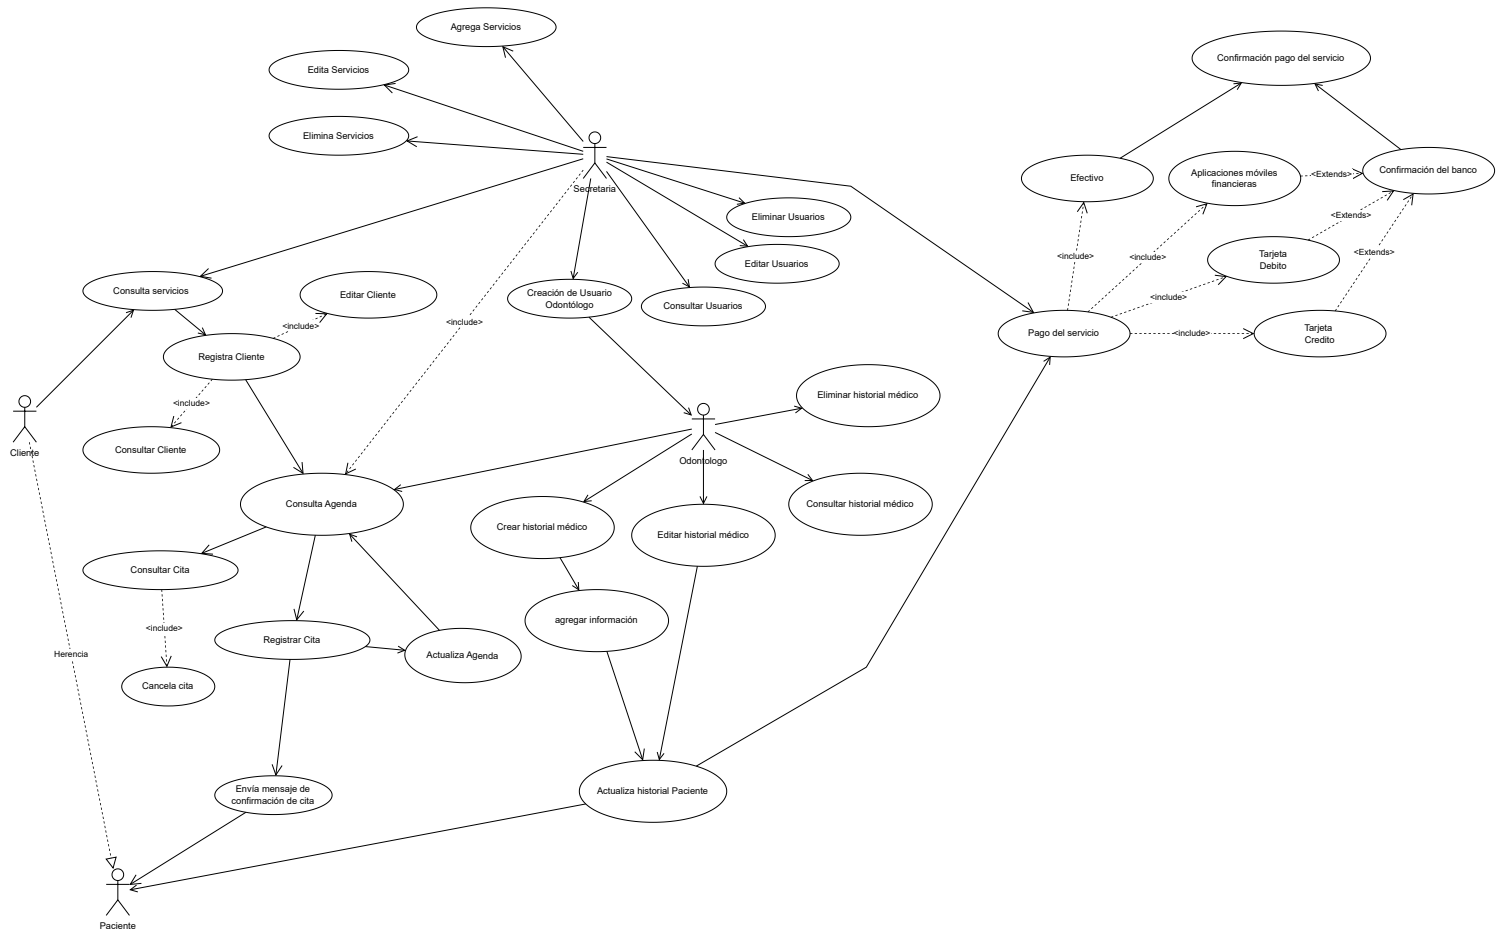 Agrega Servicios
Edita Servicios
Confirmación pago del servicio
Elimina Servicios
Secretaria
Efectivo
Aplicaciones móviles
financieras
<Extends>
Confirmación del banco
Eliminar Usuarios
<Extends>
Editar Usuarios
<include>
<include>
Tarjeta
Debito
<Extends>
Consulta servicios
Editar Cliente
Creación de Usuario
Odontólogo
Consultar Usuarios
<include>
<include>
<include>
Pago del servicio
<include>
Tarjeta
Credito
Registra Cliente
<include>
Eliminar historial médico
Cliente
Consultar Cliente
Odontologo
Consulta Agenda
Consultar historial médico
Crear historial médico
Editar historial médico
Consultar Cita
<include>
agregar información
Registrar Cita
Herencia
Actualiza Agenda
Cancela cita
Envía mensaje de
confirmación de cita
Actualiza historial Paciente
Paciente